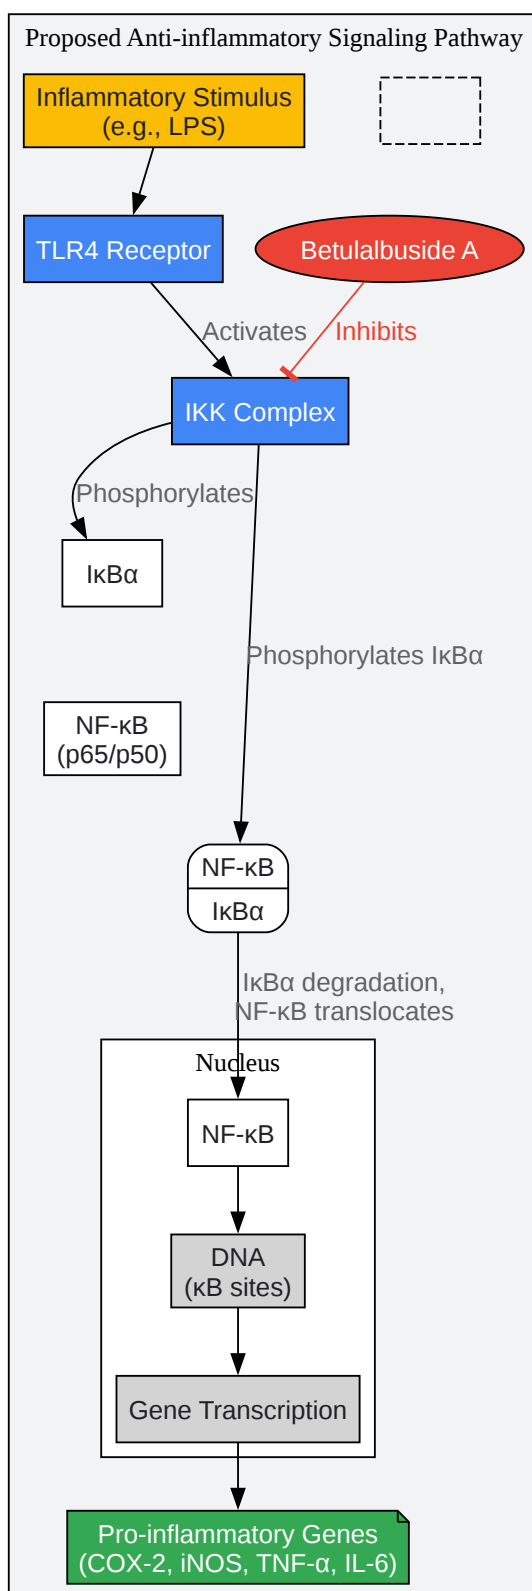 Proposed Anti-inflammatory Signaling Pathway
Inflammatory Stimulus
(e.g., LPS)
TLR4 Receptor
Betulalbuside A
Activates
Inhibits
IKK Complex
Phosphorylates
IκBα
Phosphorylates IκBα
NF-κB
(p65/p50)
NF-κB
IκBα
IκBα degradation,
NF-κB translocates
Nucleus
NF-κB
DNA
(κB sites)
Gene Transcription
Pro-inflammatory Genes
(COX-2, iNOS, TNF-α, IL-6)